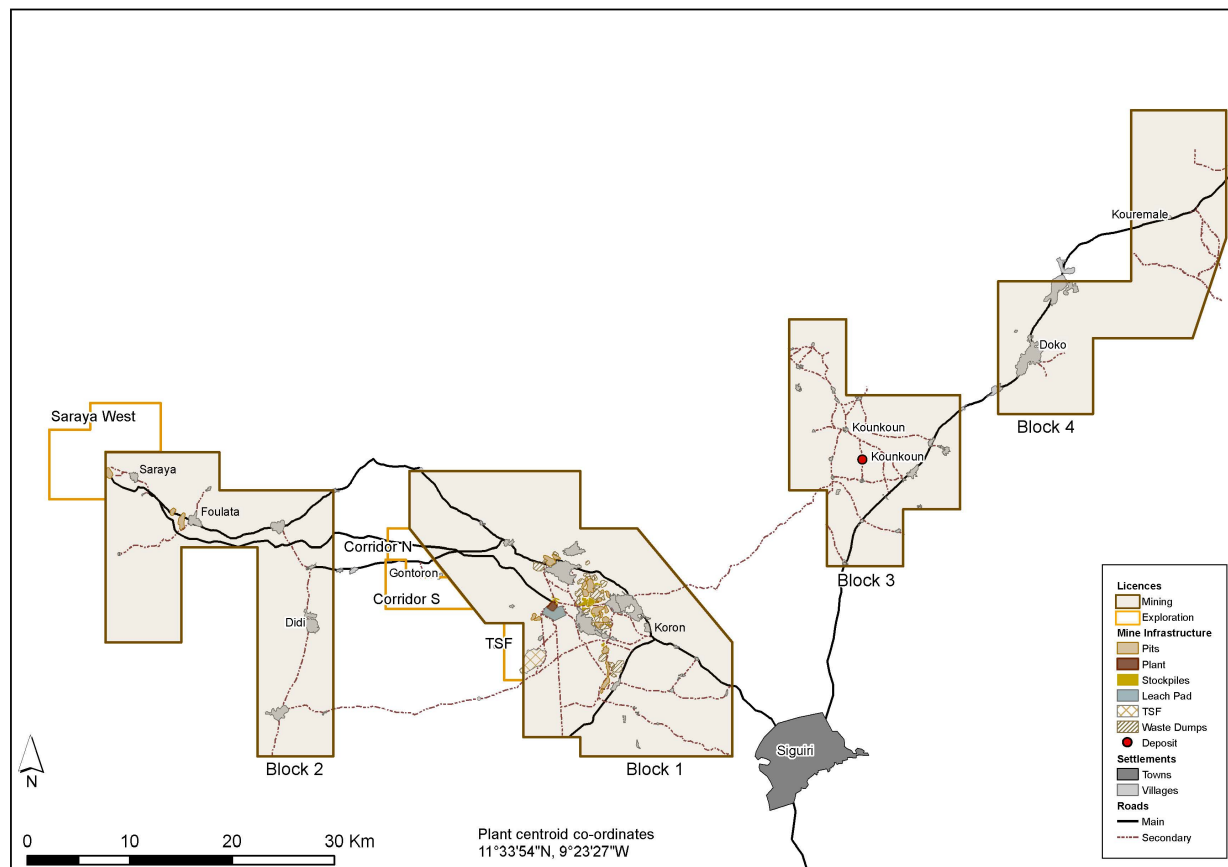 Kouremale
Doko
Block 4
Saraya West
Saraya
Foulata
Kounkoun
Kounkoun
Corridor N
Gontoron
Corridor S
Block 3
Didi
TSF
Koron
Block 2
Block 1
Siguiri
N
0 10 20 30 Km
Plant centroid co-ordinates
11°33'54"N, 9°23'27"W
Licences
Mining
Exploration
Mine Infrastructure
Pits
Plant
Stockpiles
Leach Pad
TSF
Waste Dumps
Deposit
Settlements
Towns
Villages
Roads
Main
Secondary